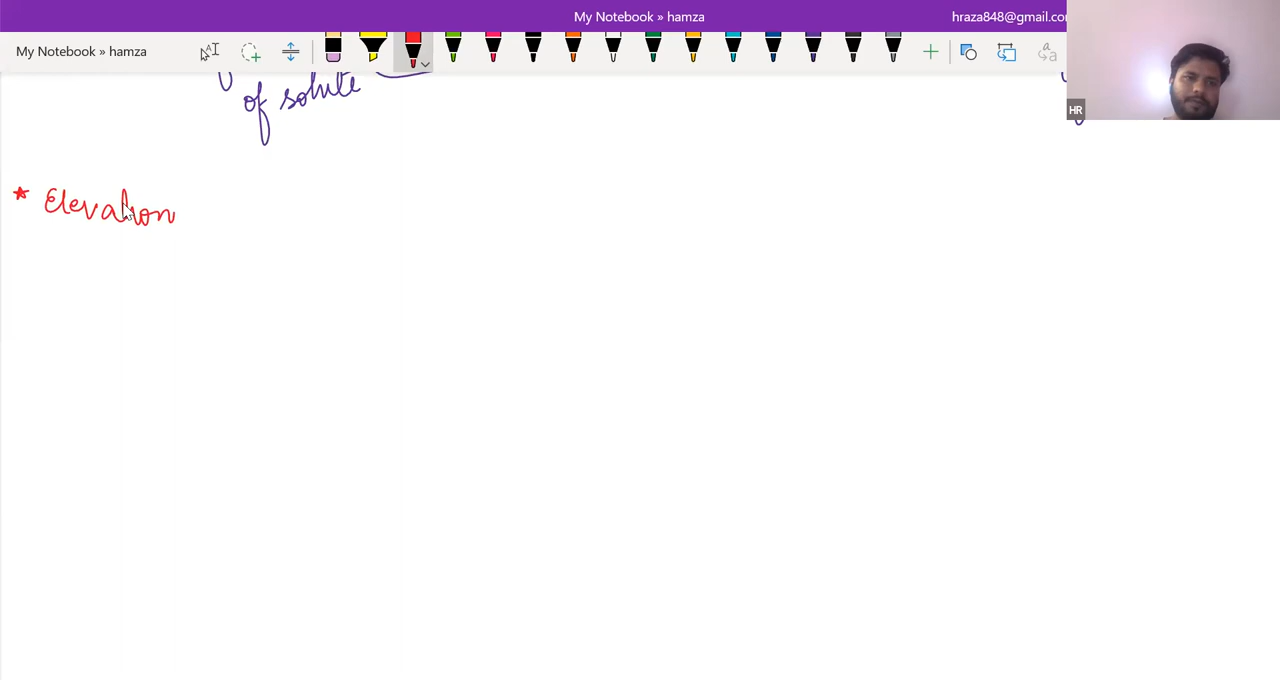 My Notebook » hamza
hraza848@gmail.co
My Notebook » hamza
HR
of solute
* Elevation